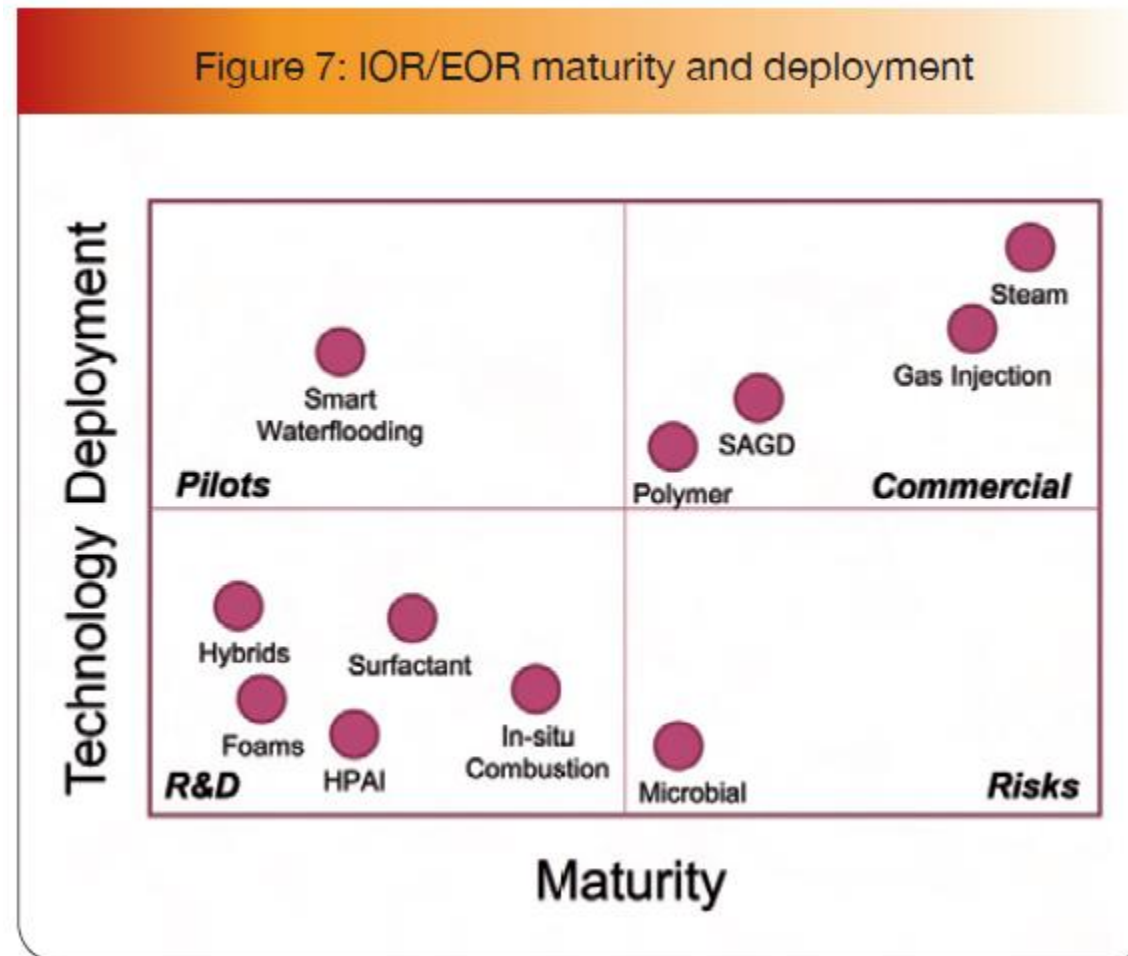 Figure 7: IOR/EOR maturity and deployment
Technology Deployment
Steam
Gas Injection
Smart
Waterflooding
SAGD
Polymer
Pilots
Commercial
Hybrids
Surfactant
Foams
In-situ
Combustion
HPAI
Microbial
R&D
Risks
Maturity